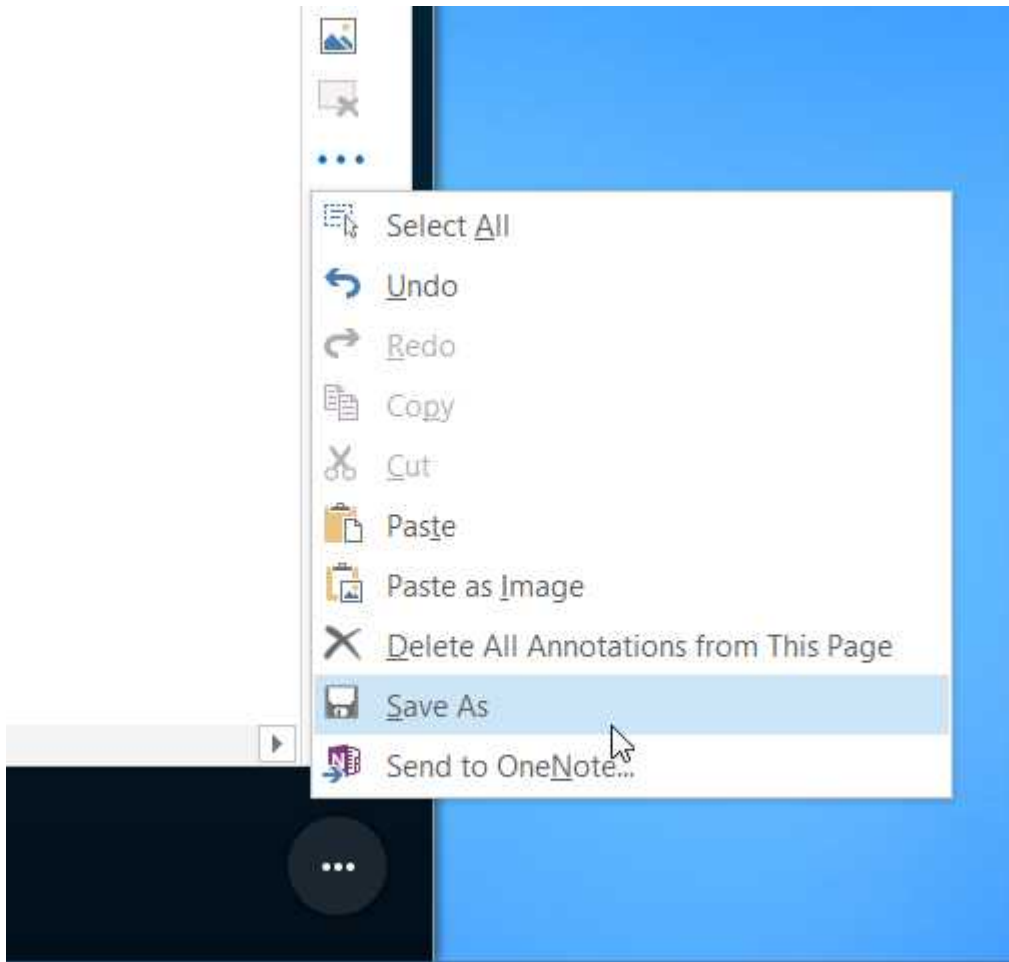 Select All
Undo
Redo
Copy
Cut
Paste
Paste as Image
Delete All Annotations from This Page
Save As
Send to OneNote...